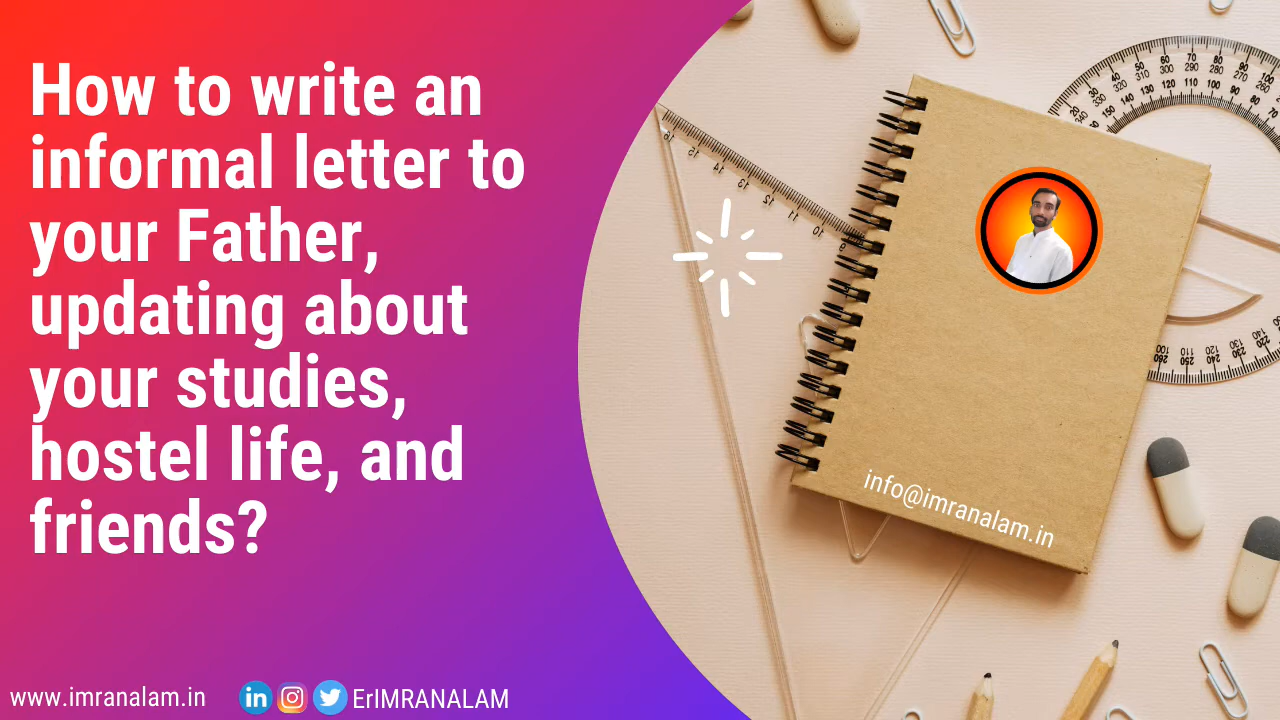 How to write an
informal letter to
your Father,
updating about
your studies,
hostel life, and
friends?
www.imranalam.in
in
ErIMRANALAM
info@imranalam.in